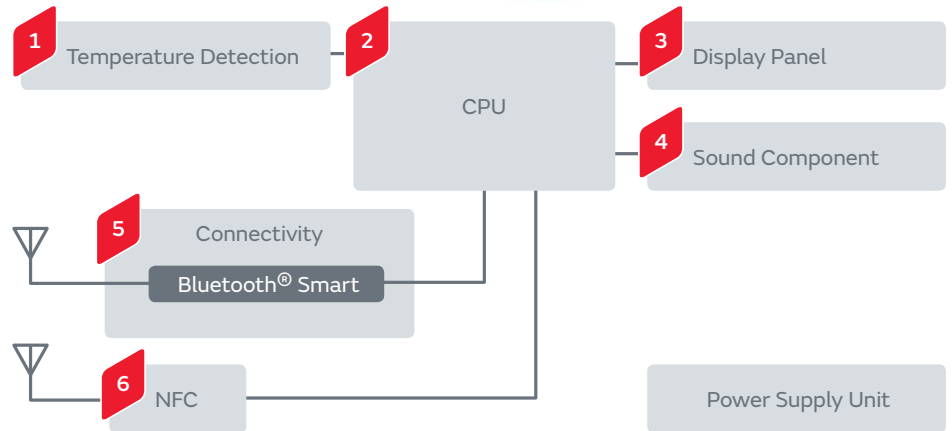 1
Temperature Detection
2
CPU
3
Display Panel
4
Sound Component
5
Connectivity
Bluetooth® Smart
6
NFC
Power Supply Unit